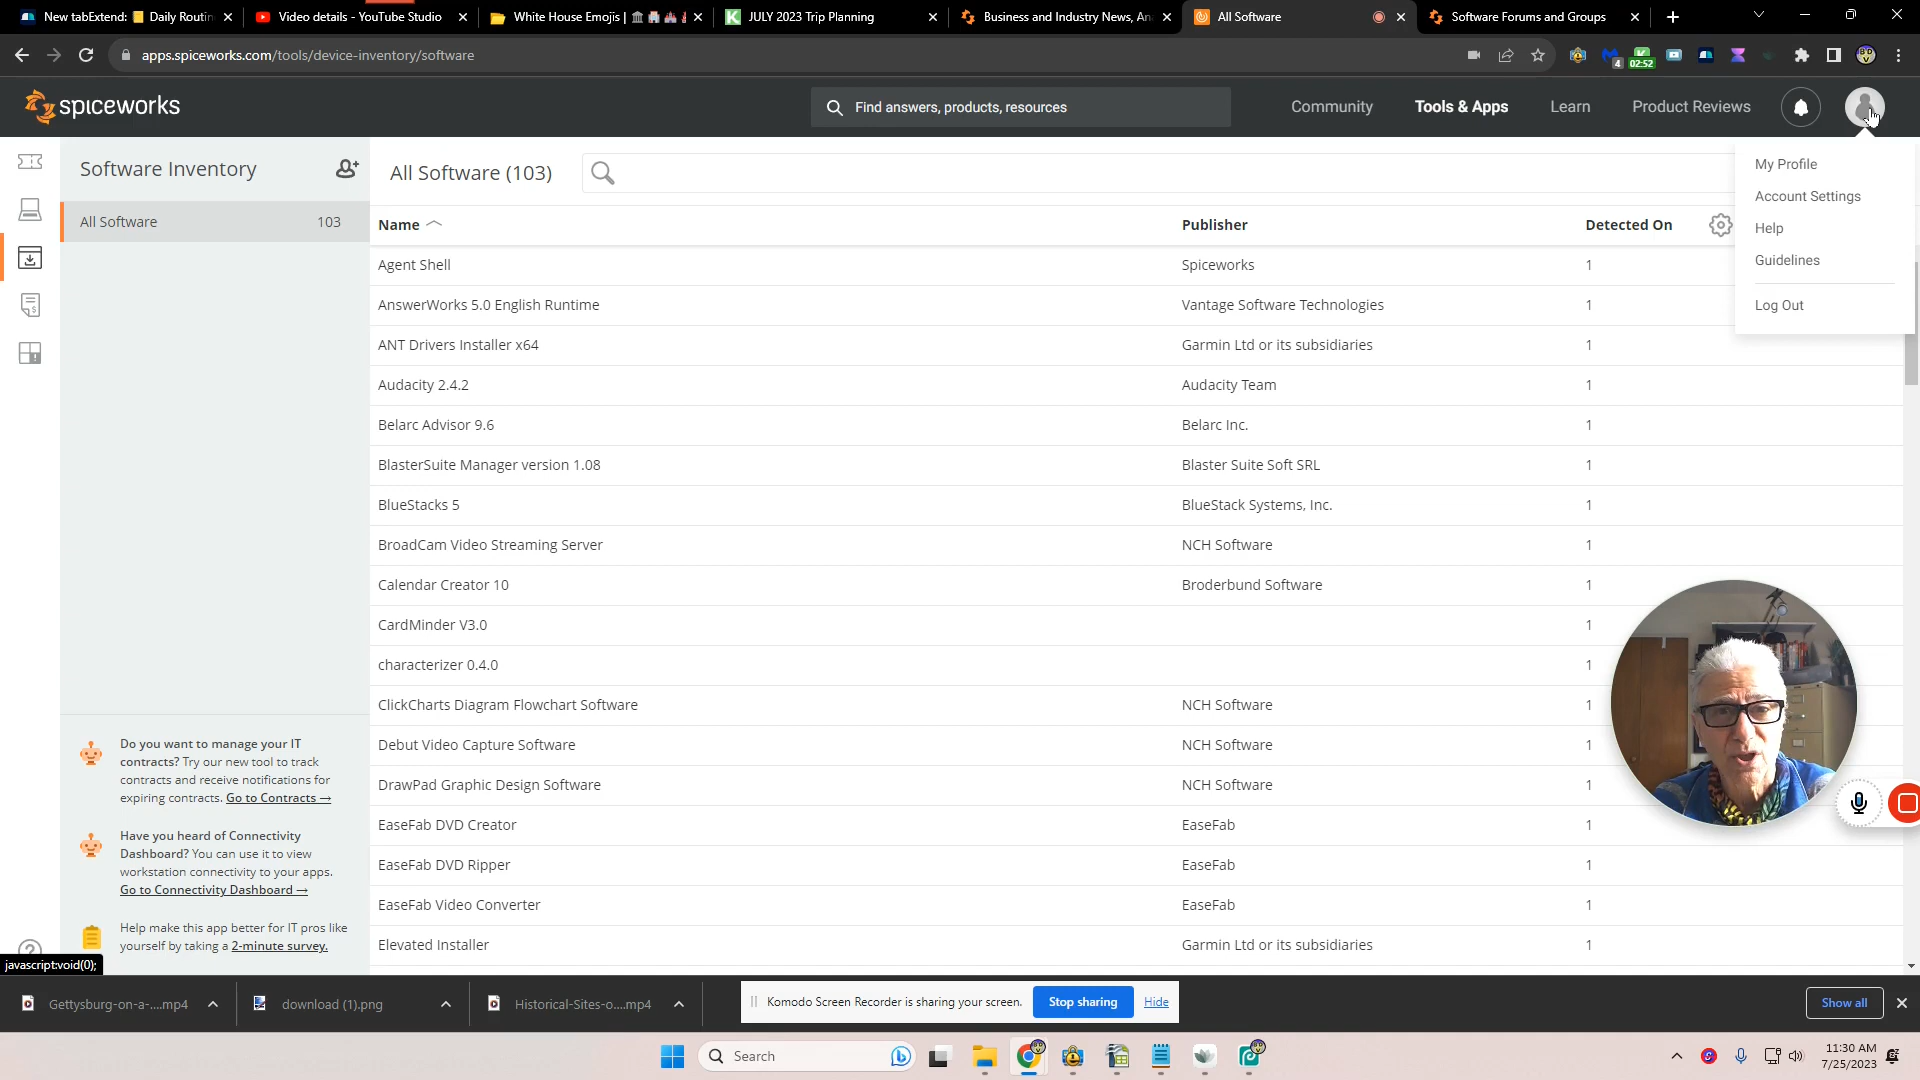 New tabExtend: Daily Routin
Video details - YouTube Studio
White House Emojis |
JULY 2023 Trip Planning
Business and Industry News, An
All Software
Software Forums and Groups
apps.spiceworks.com/tools/device-inventory/software
4
02:52
spiceworks
Find answers, products, resources
Community
Tools & Apps
Learn
Product Reviews
Software Inventory
All Software 103
All Software (103)
My Profile
Account Settings
Help
Guidelines
Log Out
Name Publisher Detected On
Agent Shell Spiceworks 1
AnswerWorks 5.0 English Runtime Vantage Software Technologies 1
ANT Drivers Installer x64 Garmin Ltd or its subsidiaries 1
Audacity 2.4.2 Audacity Team 1
Belarc Advisor 9.6 Belarc Inc. 1
BlasterSuite Manager version 1.08 Blaster Suite Soft SRL 1
BlueStacks 5 BlueStack Systems, Inc. 1
BroadCam Video Streaming Server NCH Software 1
Calendar Creator 10 Broderbund Software 1
CardMinder V3.0 1
characterizer 0.4.0 1
ClickCharts Diagram Flowchart Software NCH Software 1
Debut Video Capture Software NCH Software 1
DrawPad Graphic Design Software NCH Software 1
EaseFab DVD Creator EaseFab 1
EaseFab DVD Ripper EaseFab 1
EaseFab Video Converter EaseFab 1
Elevated Installer Garmin Ltd or its subsidiaries 1
Do you want to manage your IT
contracts? Try our new tool to track
contracts and receive notifications for
expiring contracts. Go to Contracts →
Have you heard of Connectivity
Dashboard? You can use it to view
workstation connectivity to your apps.
Go to Connectivity Dashboard →
Help make this app better for IT pros like
yourself by taking a 2-minute survey.
javascript:void(0);
Gettysburg-on-a-....mp4
download (1).png
Historical-Sites-o....mp4
Komodo Screen Recorder is sharing your screen.
Stop sharing
Hide
Show all
Search
11:30 AM
7/25/2023